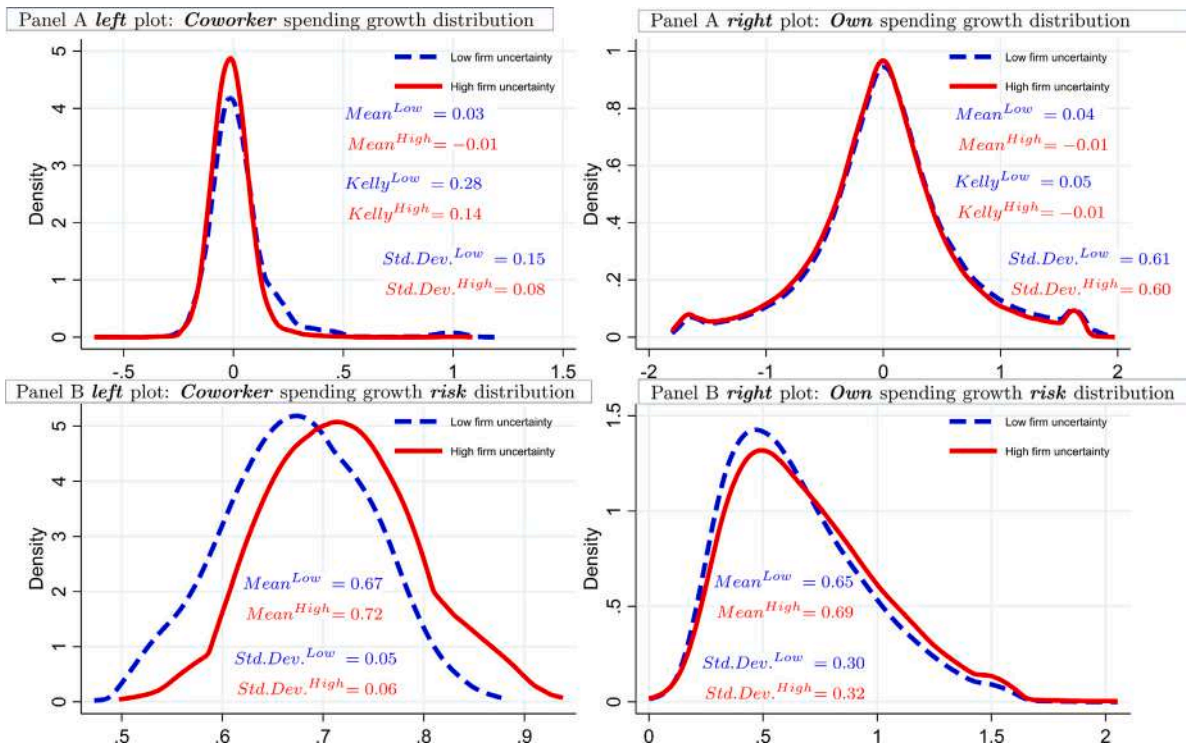 Panel A left plot: Coworker spending growth distribution
5
4
3
2
1
0
Density
Low firm uncertainty
High firm uncertainty
Mean^Low = 0.03
Mean^High = −0.01
Kelly^Low = 0.28
Kelly^High = 0.14
Std.Dev.^Low = 0.15
Std.Dev.^High = 0.08
-0.5 0 0.5 1 1.5
Panel A right plot: Own spending growth distribution
1
.8
.6
.4
.2
0
Density
Low firm uncertainty
High firm uncertainty
Mean^Low = 0.04
Mean^High = −0.01
Kelly^Low = 0.05
Kelly^High = −0.01
Std.Dev.^Low = 0.61
Std.Dev.^High = 0.60
-2 -1 0 1 2
Panel B left plot: Coworker spending growth risk distribution
5
4
3
2
1
0
Density
Low firm uncertainty
High firm uncertainty
Mean^Low = 0.67
Mean^High = 0.72
Std.Dev.^Low = 0.05
Std.Dev.^High = 0.06
.5 .6 .7 .8 .9
Panel B right plot: Own spending growth risk distribution
1.5
1
.5
0
Density
Low firm uncertainty
High firm uncertainty
Mean^Low = 0.65
Mean^High = 0.69
Std.Dev.^Low = 0.30
Std.Dev.^High = 0.32
0 .5 1 1.5 2